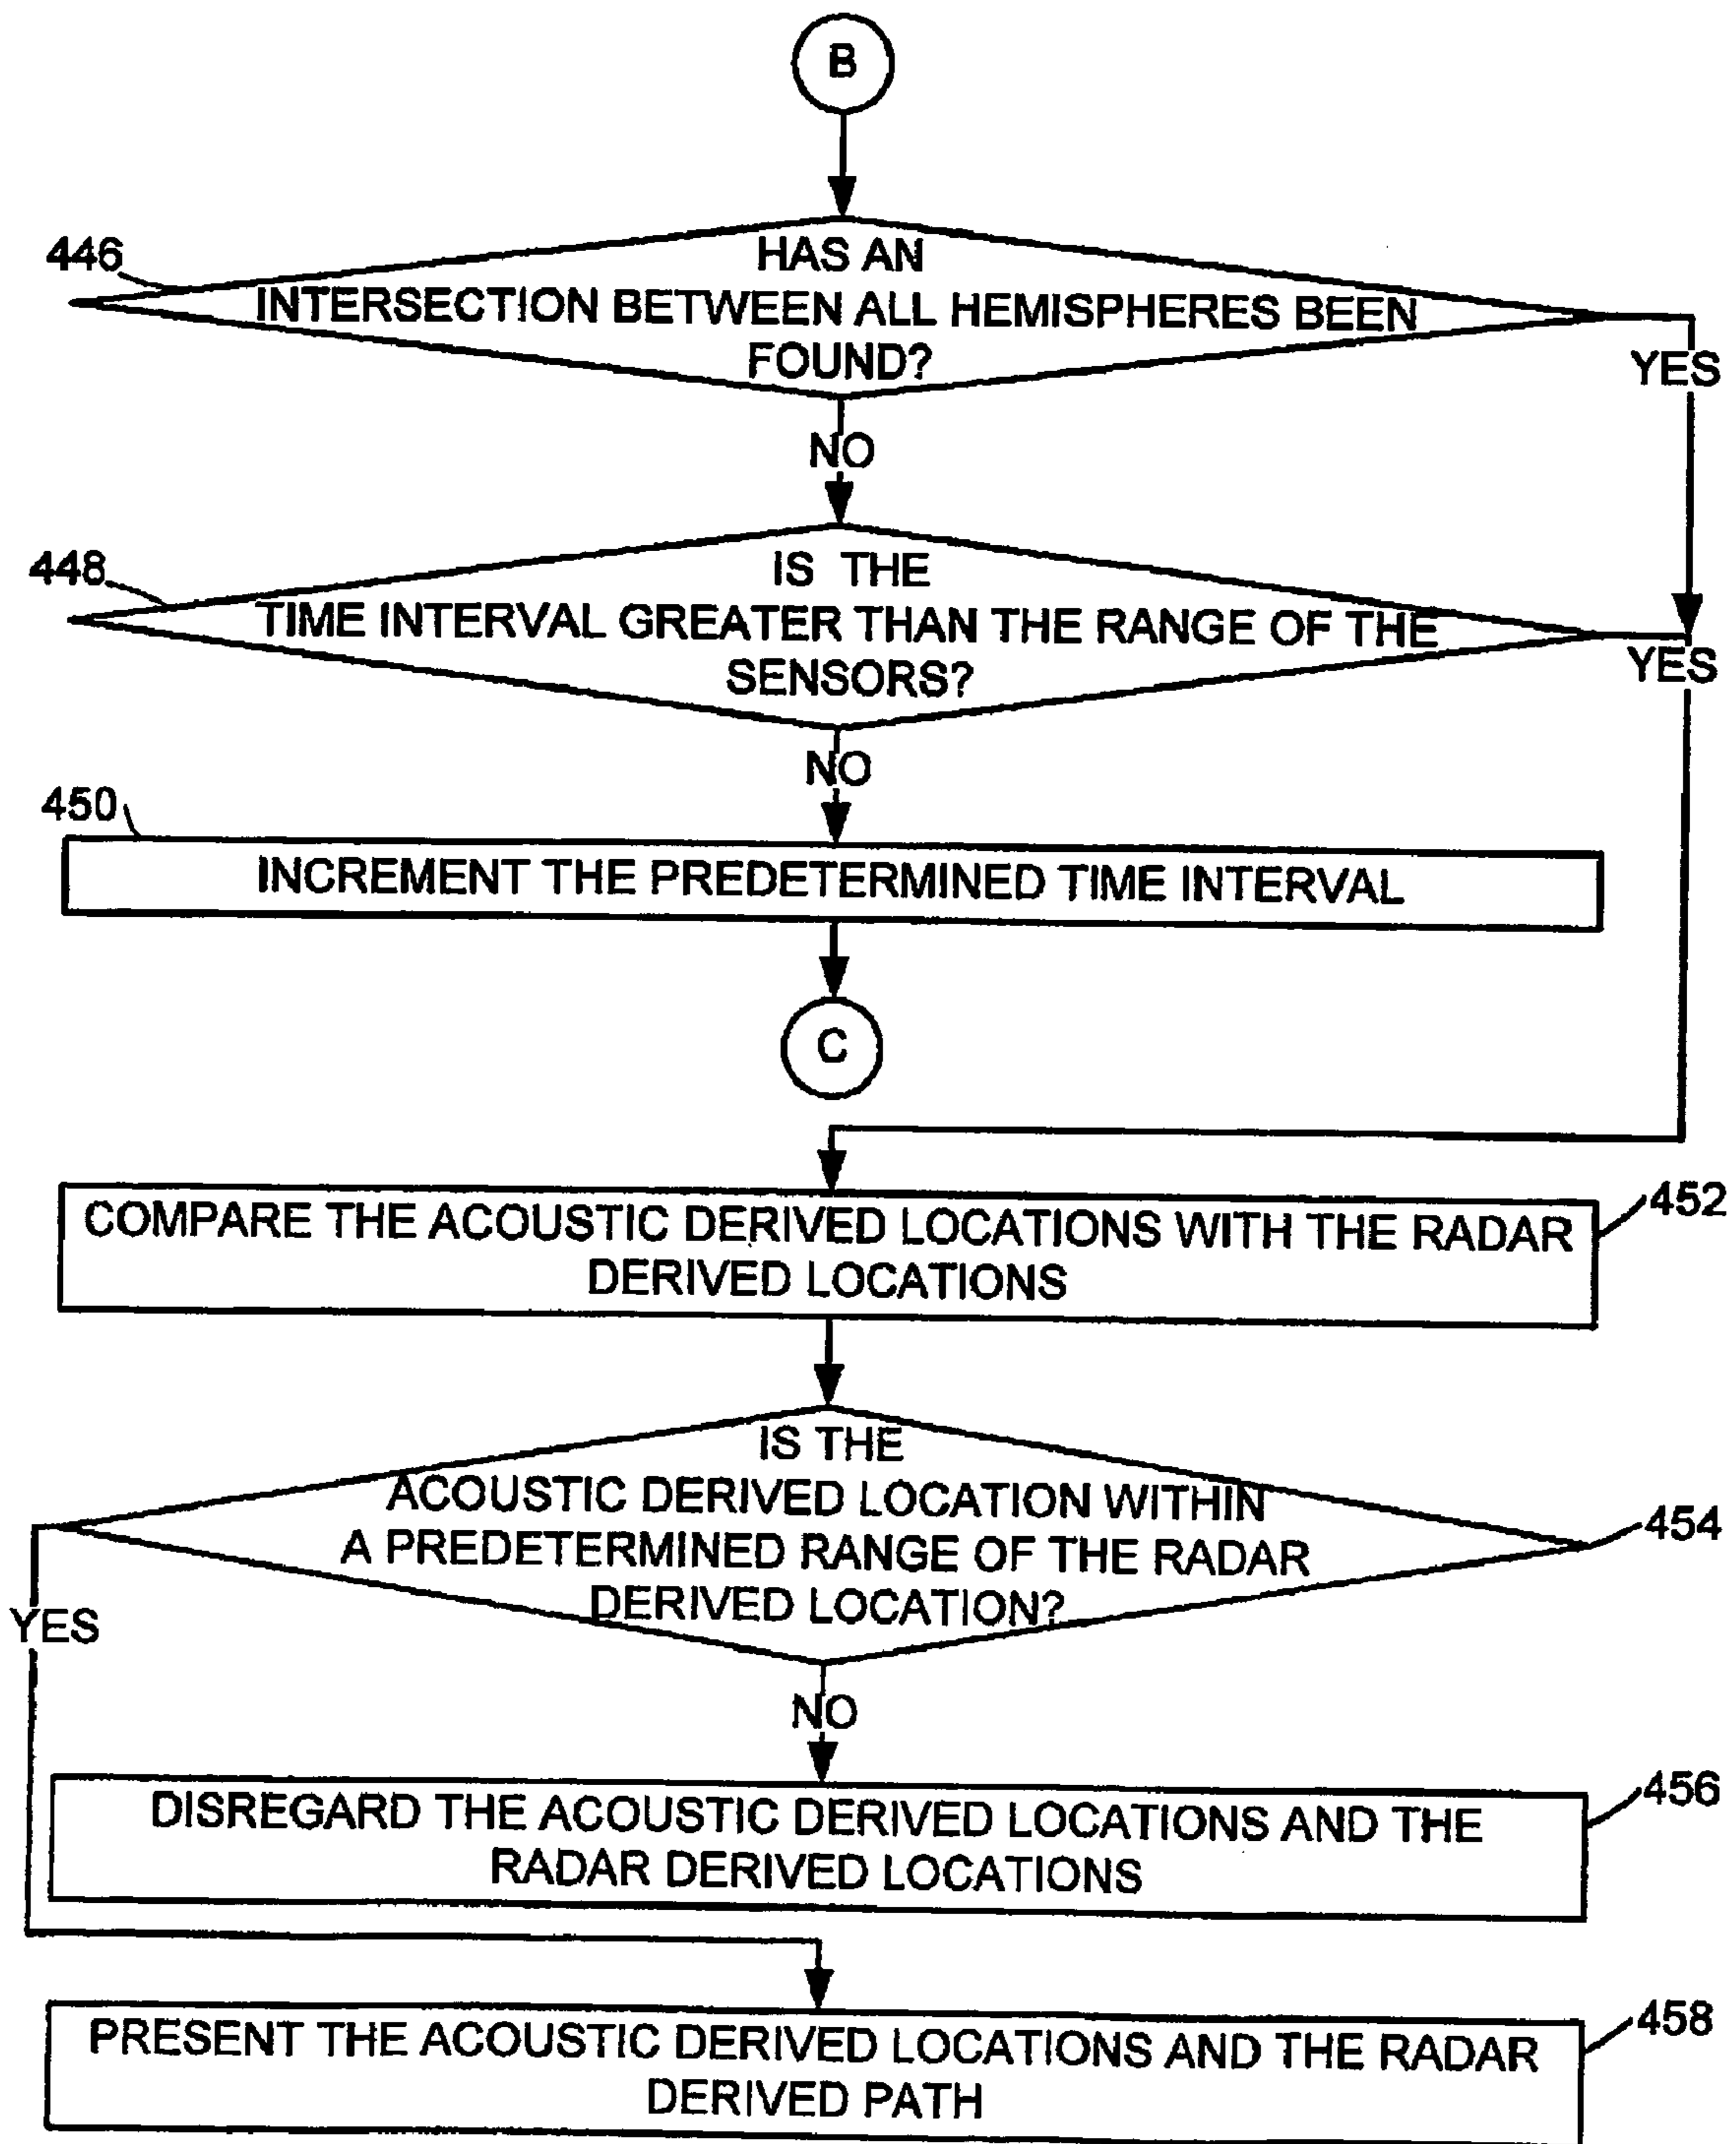 B
446
HAS AN
INTERSECTION BETWEEN ALL HEMISPHERES BEEN
FOUND?
YES
NO
448
IS THE
TIME INTERVAL GREATER THAN THE RANGE OF THE
SENSORS?
YES
NO
450
INCREMENT THE PREDETERMINED TIME INTERVAL
C
452
COMPARE THE ACOUSTIC DERIVED LOCATIONS WITH THE RADAR
DERIVED LOCATIONS
IS THE
ACOUSTIC DERIVED LOCATION WITHIN
A PREDETERMINED RANGE OF THE RADAR
DERIVED LOCATION?
454
YES
NO
456
DISREGARD THE ACOUSTIC DERIVED LOCATIONS AND THE
RADAR DERIVED LOCATIONS
458
PRESENT THE ACOUSTIC DERIVED LOCATIONS AND THE RADAR
DERIVED PATH